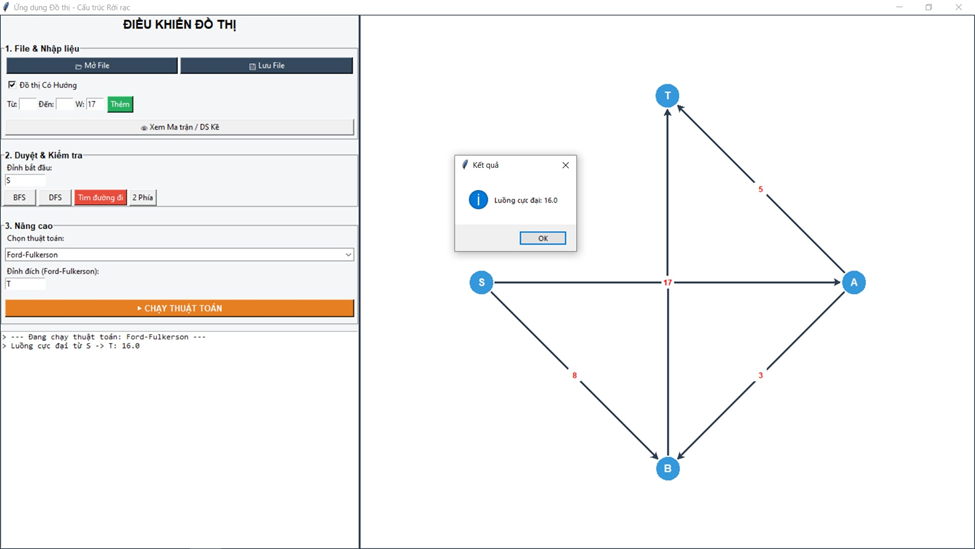 Ứng dụng Đồ thị - Cấu trúc Rời rạc
ĐIỀU KHIỂN ĐỒ THỊ
1. File & Nhập liệu
Mở File
Lưu File
Đồ thị Có Hướng
Từ: Đến: W: 17 Thêm
Xem Ma trận / DS Kề
2. Duyệt & Kiểm tra
Đỉnh bắt đầu:
S
BFS DFS Tìm đường đi 2 Phía
3. Nâng cao
Chọn thuật toán:
Ford-Fulkerson
Đỉnh đích (Ford-Fulkerson):
T
CHẠY THUẬT TOÁN
> --- Đang chạy thuật toán: Ford-Fulkerson ---
> Luồng cực đại từ S -> T: 16.0
T
Kết quả
Luồng cực đại: 16.0
OK
5
S
17
A
8
3
B